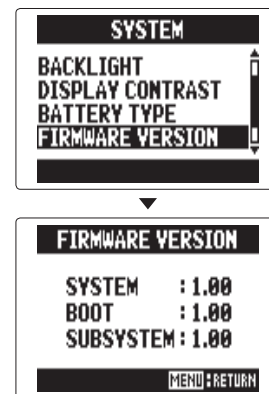 SYSTEM
BACKLIGHT
DISPLAY CONTRAST
BATTERY TYPE
FIRMWARE VERSION
FIRMWARE VERSION
SYSTEM :1.00
BOOT :1.00
SUBSYSTEM:1.00
MENU:RETURN